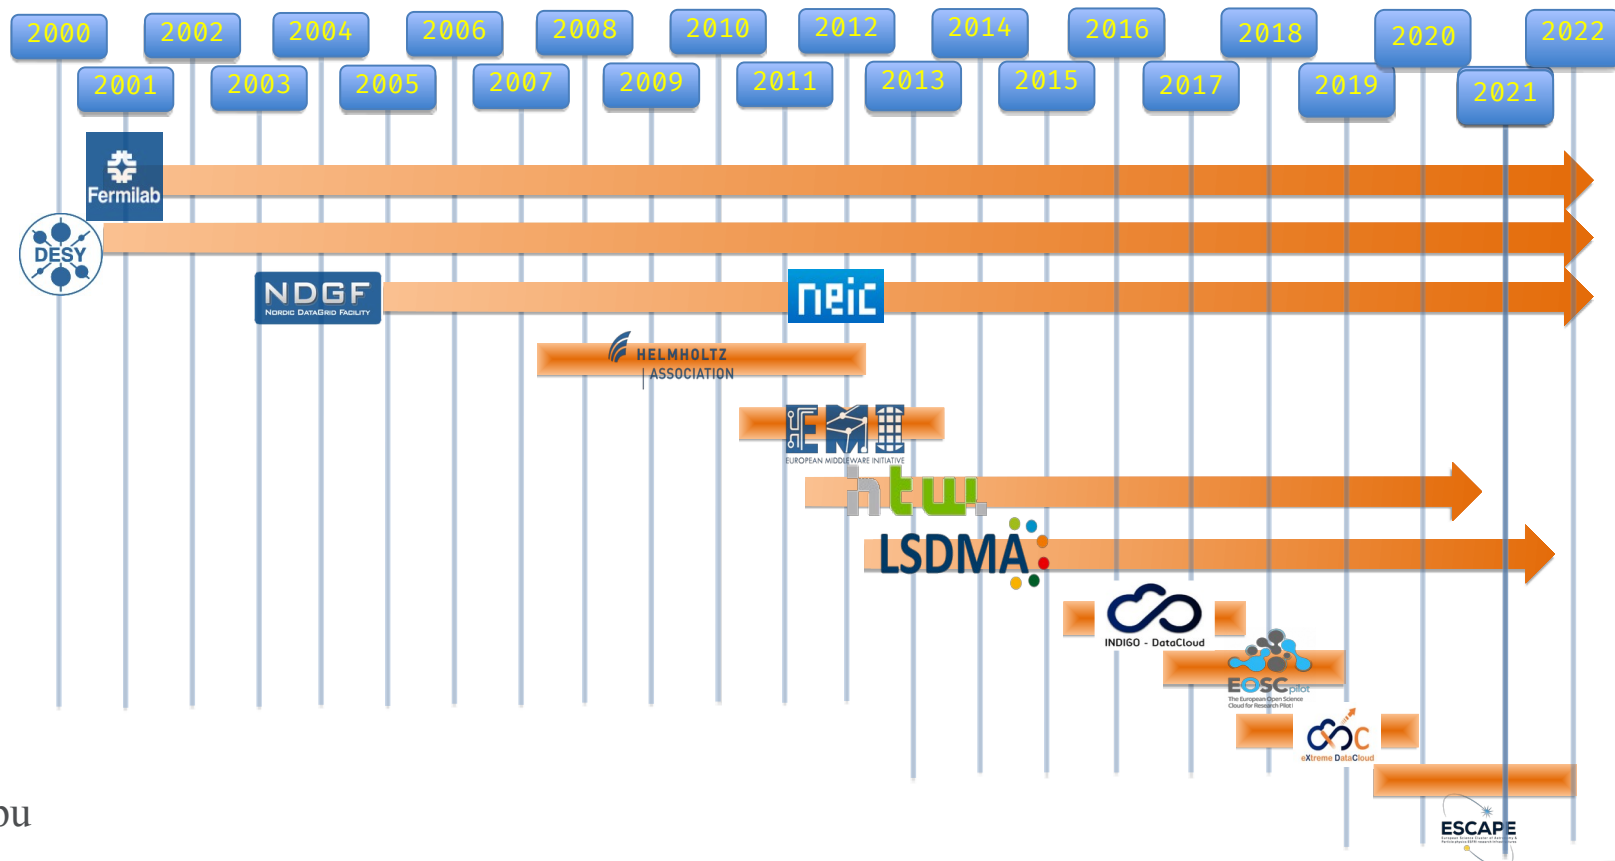 2000
2002
2004
2006
2008
2010
2012
2014
2016
2018
2020
2022
2001
2003
2005
2007
2009
2011
2013
2015
2017
2019
2021
Fermilab
DESY
NDGF
NORDIC DATAGRID FACILITY
neic
HELMHOLTZ
ASSOCIATION
EMI
EUROPEAN MIDDLEWARE INITIATIVE
htw.
LSDMA
INDIGO - DataCloud
EOSCpilot
The European Open Science
Cloud for Research Pilot
XDC
eXtreme DataCloud
ou
ESCAPE